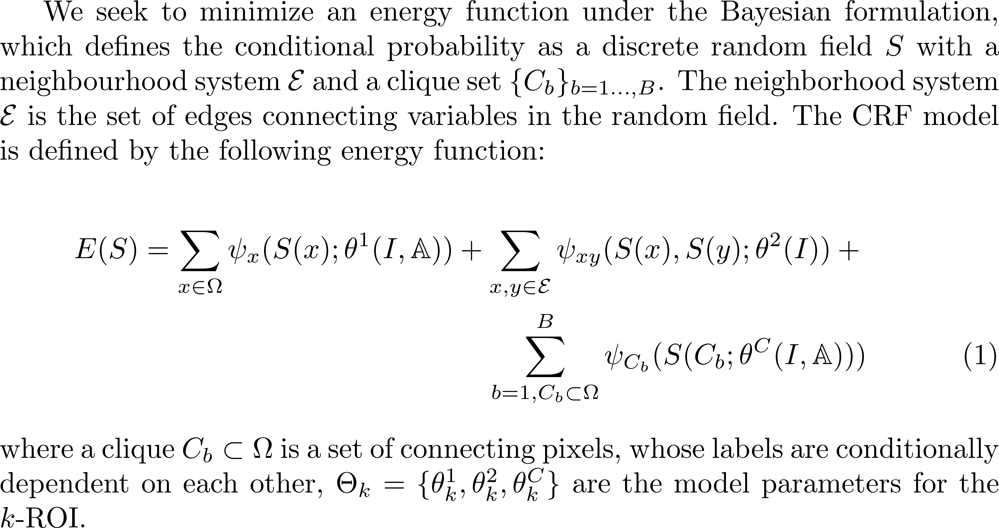 We seek to minimize an energy function under the Bayesian formulation,
which defines the conditional probability as a discrete random field $S$ with a
neighbourhood system $\mathcal{E}$ and a clique set $\{C_b\}_{b=1\ldots,B}$. The neighborhood system
$\mathcal{E}$ is the set of edges connecting variables in the random field. The CRF model
is defined by the following energy function:
$E(S) = \sum_{x \in \Omega} \psi_x(S(x); \theta^1(I, \mathbb{A})) + \sum_{x,y \in \mathcal{E}} \psi_{xy}(S(x), S(y); \theta^2(I)) +$
$\sum_{b=1, C_b \subset \Omega}^{B} \psi_{C_b}(S(C_b; \theta^C(I, \mathbb{A})))$ (1)
where a clique $C_b \subset \Omega$ is a set of connecting pixels, whose labels are conditionally
dependent on each other, $\Theta_k = \{\theta_k^1, \theta_k^2, \theta_k^C\}$ are the model parameters for the
$k$-ROI.